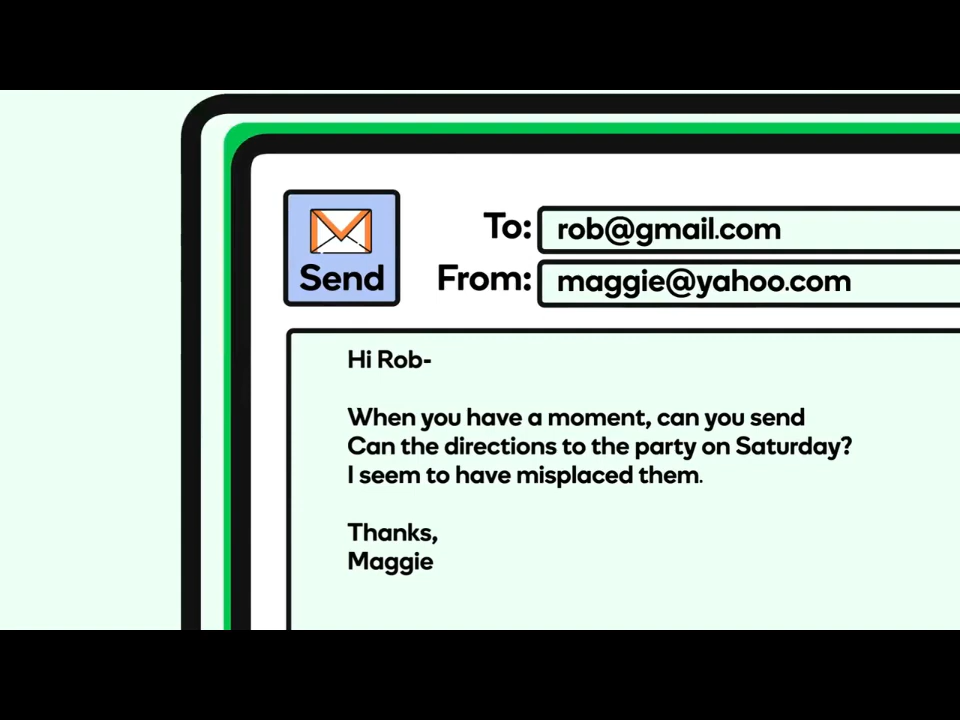 Send
To: rob@gmail.com
From: maggie@yahoo.com
Hi Rob-
When you have a moment, can you send
Can the directions to the party on Saturday?
I seem to have misplaced them.
Thanks,
Maggie